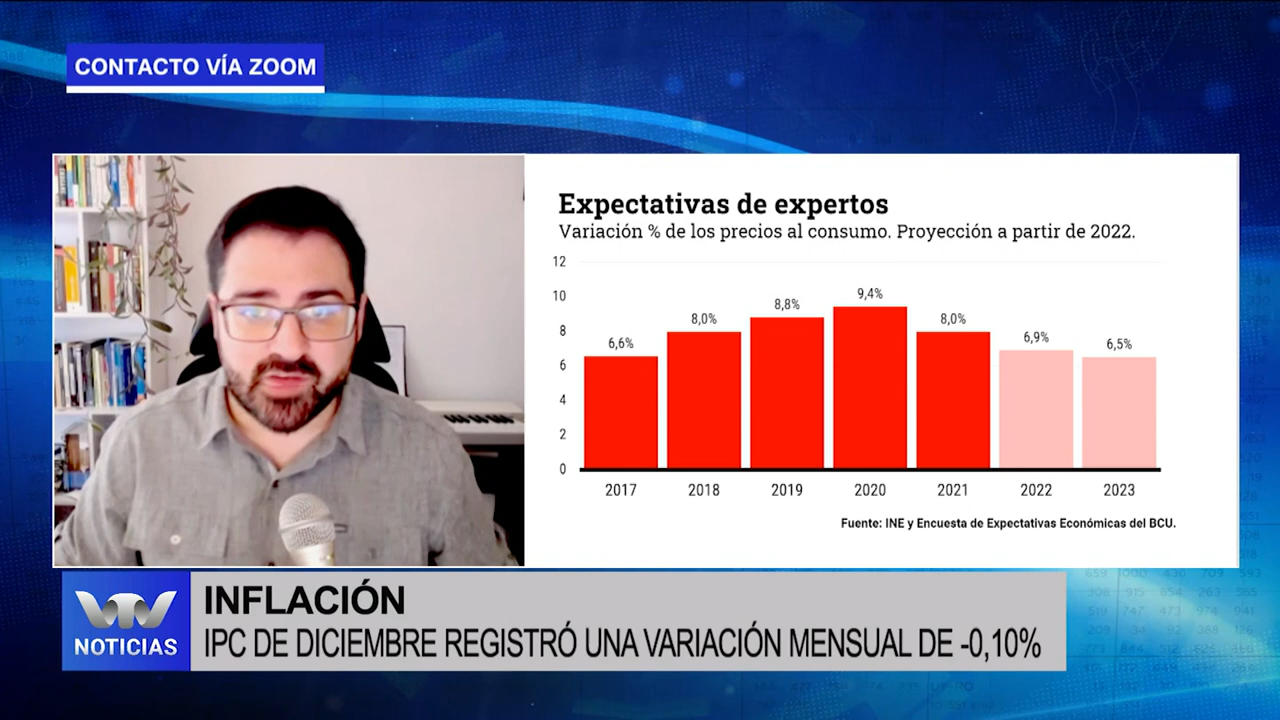 CONTACTO VÍA ZOOM
Expectativas de expertos
Variación % de los precios al consumo. Proyección a partir de 2022.
12
10
8
6
4
2
0
6,6%
8,0%
8,8%
9,4%
8,0%
6,9%
6,5%
2017
2018
2019
2020
2021
2022
2023
Fuente: INE y Encuesta de Expectativas Económicas del BCU.
VTV
NOTICIAS
INFLACIÓN
IPC DE DICIEMBRE REGISTRÓ UNA VARIACIÓN MENSUAL DE -0,10%